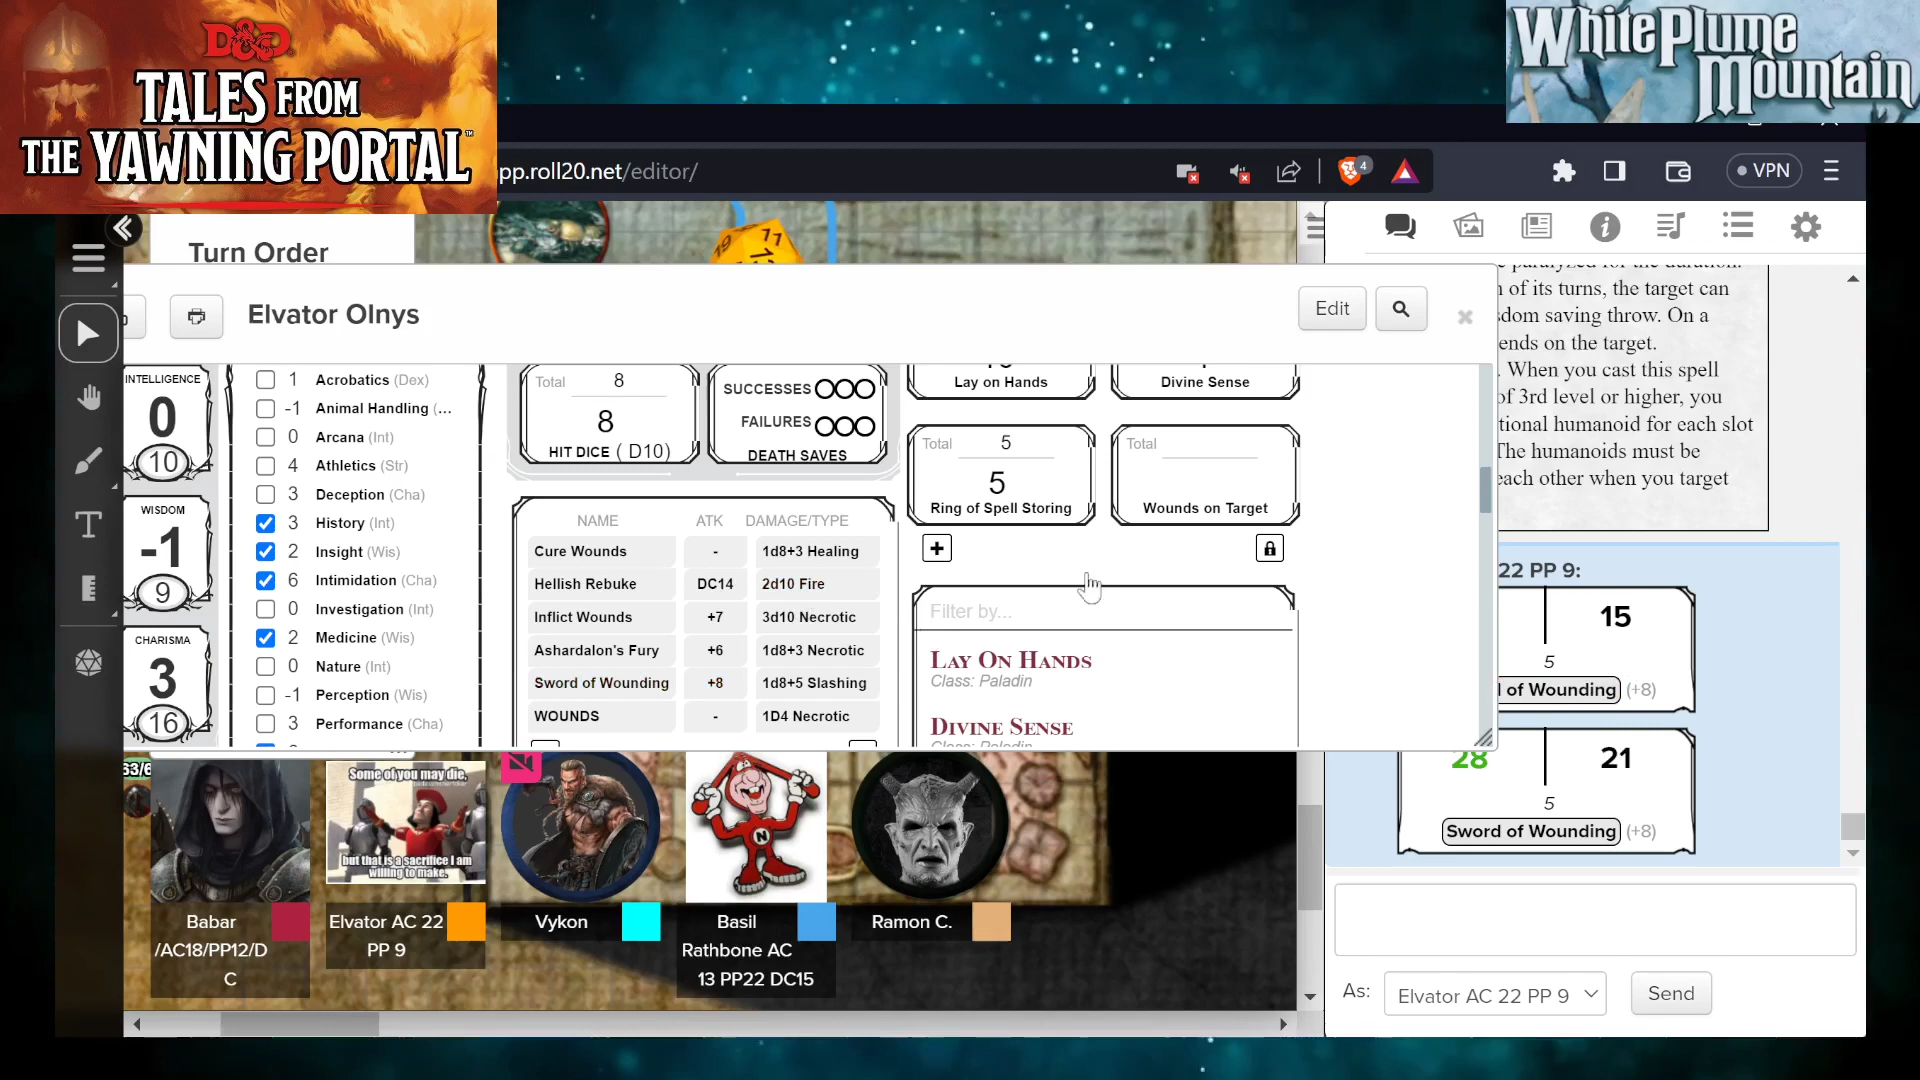 D&D
TALES FROM
THE YAWNING PORTAL
White Plume
Mountain
pp.roll20.net/editor/
4
VPN
Turn Order
Elvator Olnys
Edit
INTELLIGENCE
0
10
WISDOM
-1
9
CHARISMA
3
16
1 Acrobatics (Dex)
-1 Animal Handling (...
0 Arcana (Int)
4 Athletics (Str)
3 Deception (Cha)
3 History (Int)
2 Insight (Wis)
6 Intimidation (Cha)
0 Investigation (Int)
2 Medicine (Wis)
0 Nature (Int)
-1 Perception (Wis)
3 Performance (Cha)
Total 8
8
HIT DICE ( D10)
SUCCESSES
FAILURES
DEATH SAVES
NAME ATK DAMAGE/TYPE
Cure Wounds - 1d8+3 Healing
Hellish Rebuke DC14 2d10 Fire
Inflict Wounds +7 3d10 Necrotic
Ashardalon's Fury +6 1d8+3 Necrotic
Sword of Wounding +8 1d8+5 Slashing
WOUNDS - 1D4 Necrotic
Lay on Hands
Divine Sense
Total 5
5
Ring of Spell Storing
Total
Wounds on Target
Filter by...
LAY ON HANDS
Class: Paladin
DIVINE SENSE
Class: Paladin
e paralyzed for the duration.
n of its turns, the target can
sdom saving throw. On a
ends on the target.
. When you cast this spell
of 3rd level or higher, you
tional humanoid for each slot
The humanoids must be
each other when you target
22 PP 9:
15
5
l of Wounding (+8)
28 21
5
Sword of Wounding (+8)
63/6
Some of you may die,
but that is a sacrifice I am
willing to make.
N
Babar
/AC18/PP12/D
C
Elvator AC 22
PP 9
Vykon
Basil
Rathbone AC
13 PP22 DC15
Ramon C.
As: Elvator AC 22 PP 9
Send